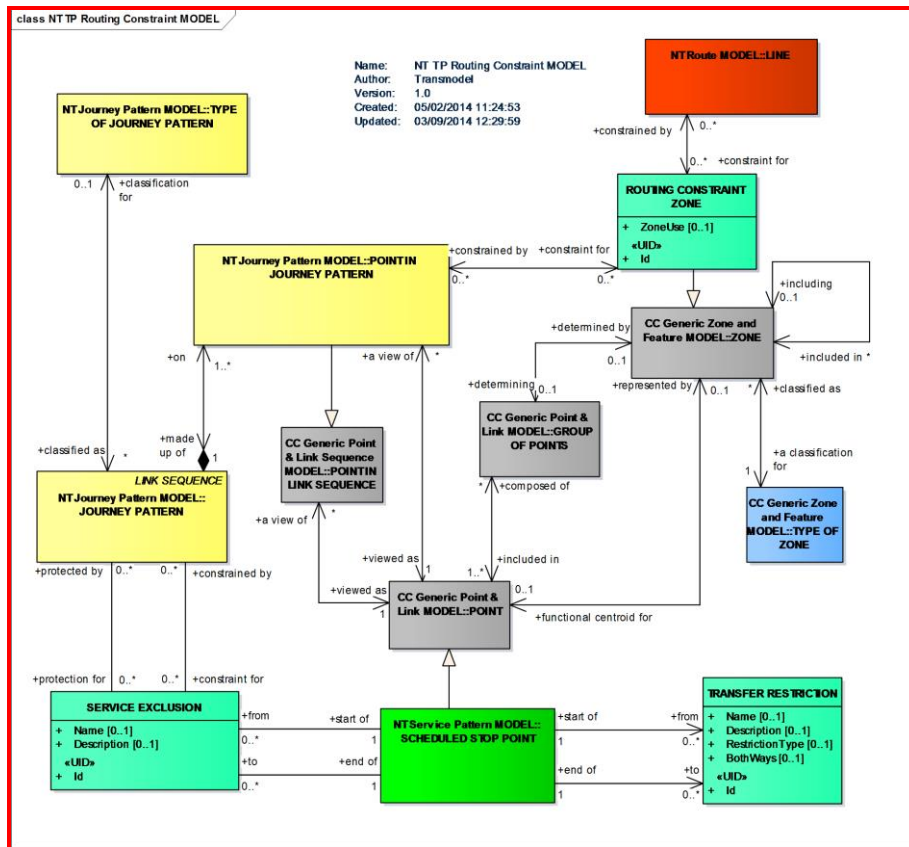 class NT TP Routing Constraint MODEL
Name: NT TP Routing Constraint MODEL
Author: Transmodel
Version: 1.0
Created: 05/02/2014 11:24:53
Updated: 03/09/2014 12:29:59
NT Route MODEL::LINE
+constrained by
0..*
0..*
+constraint for
NT Journey Pattern MODEL::TYPE
OF JOURNEY PATTERN
0..1
+classification
for
ROUTING CONSTRAINT
ZONE
+ ZoneUse [0..1]
«UID»
+ Id
NT Journey Pattern MODEL::POINT IN
JOURNEY PATTERN
+constrained by
0..*
+constraint for
0..*
+including
0..1
+included in *
CC Generic Zone and
Feature MODEL::ZONE
+determined by
0..1
+on
1..*
+a view of
*
+determining
0..1
+represented by
0..1
*
+classified as
CC Generic Point
& Link Sequence
MODEL::POINT IN
LINK SEQUENCE
CC Generic Point &
Link MODEL::GROUP
OF POINTS
+classified as
*
+made
up of
1
LINK SEQUENCE
NT Journey Pattern MODEL::
JOURNEY PATTERN
+a view of
*
*
+composed of
1
+a classification
for
CC Generic Zone
and Feature
MODEL::TYPE OF
ZONE
+protected by
0..*
0..*
+constrained by
+viewed as
1
+viewed as
1
+included in
1..*
0..1
+functional centroid for
CC Generic Point &
Link MODEL::POINT
+protection for
0..*
0..*
+constraint for
SERVICE EXCLUSION
+ Name [0..1]
+ Description [0..1]
«UID»
+ Id
+from
0..*
+start of
1
+to
0..*
+end of
1
NT Service Pattern MODEL::
SCHEDULED STOP POINT
+start of
1
+from
0..*
+end of
1
+to
0..*
TRANSFER RESTRICTION
+ Name [0..1]
+ Description [0..1]
+ RestrictionType [0..1]
+ BothWays [0..1]
«UID»
+ Id